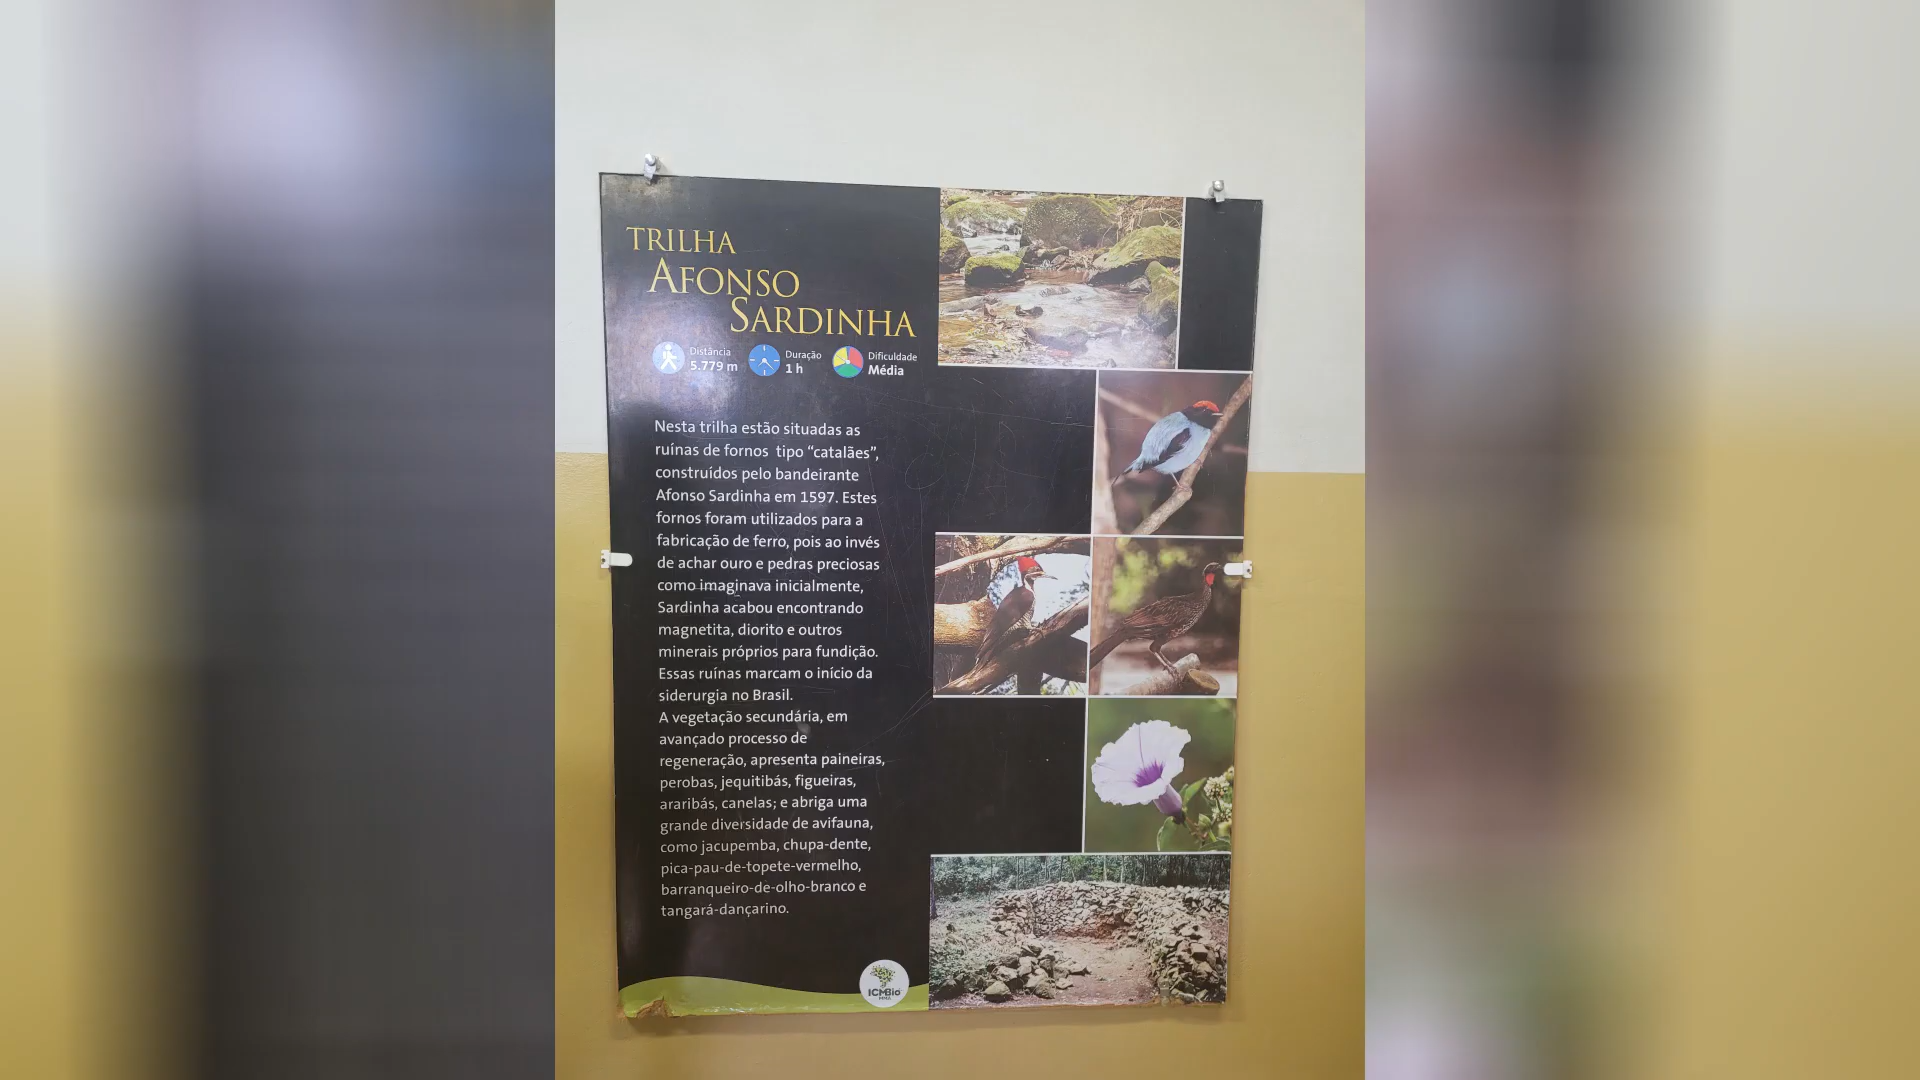 TRILHA
AFONSO
SARDINHA
Distância
5.779 m
Duração
1 h
Dificuldade
Média
Nesta trilha estão situadas as
ruínas de fornos tipo “catalães”,
construídos pelo bandeirante
Afonso Sardinha em 1597. Estes
fornos foram utilizados para a
fabricação de ferro, pois ao invés
de achar ouro e pedras preciosas
como imaginava inicialmente,
Sardinha acabou encontrando
magnetita, diorito e outros
minerais próprios para fundição.
Essas ruínas marcam o início da
siderurgia no Brasil.
A vegetação secundária, em
avançado processo de
regeneração, apresenta paineiras,
perobas, jequitibás, figueiras,
araribás, canelas; e abriga uma
grande diversidade de avifauna,
como jacupemba, chupa-dente,
pica-pau-de-topete-vermelho,
barranqueiro-de-olho-branco e
tangará-dançarino.
ICMBio
MMA